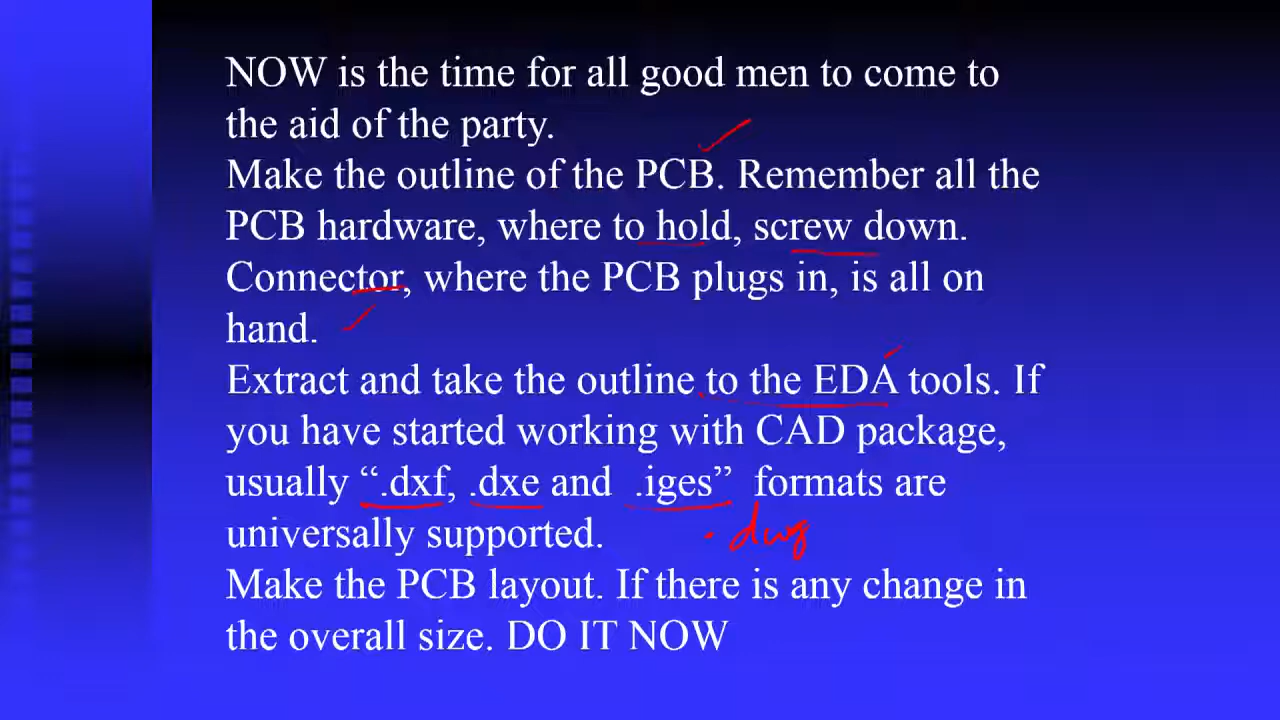 NOW is the time for all good men to come to
the aid of the party.
Make the outline of the PCB. Remember all the
PCB hardware, where to hold, screw down.
Connector, where the PCB plugs in, is all on
hand.
Extract and take the outline to the EDA tools. If
you have started working with CAD package,
usually “.dxf, .dxe and .iges” formats are
universally supported.
.dwg
Make the PCB layout. If there is any change in
the overall size. DO IT NOW